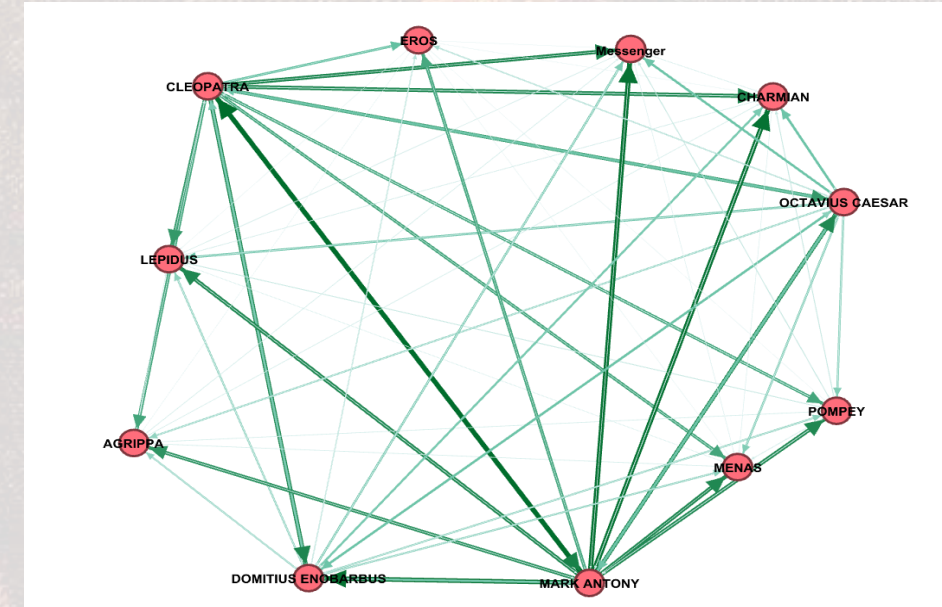 EROS
Messenger
CLEOPATRA
CHARMIAN
OCTAVIUS CAESAR
LEPIDUS
POMPEY
AGRIPPA
MENAS
DOMITIUS ENOBARBUS
MARK ANTONY